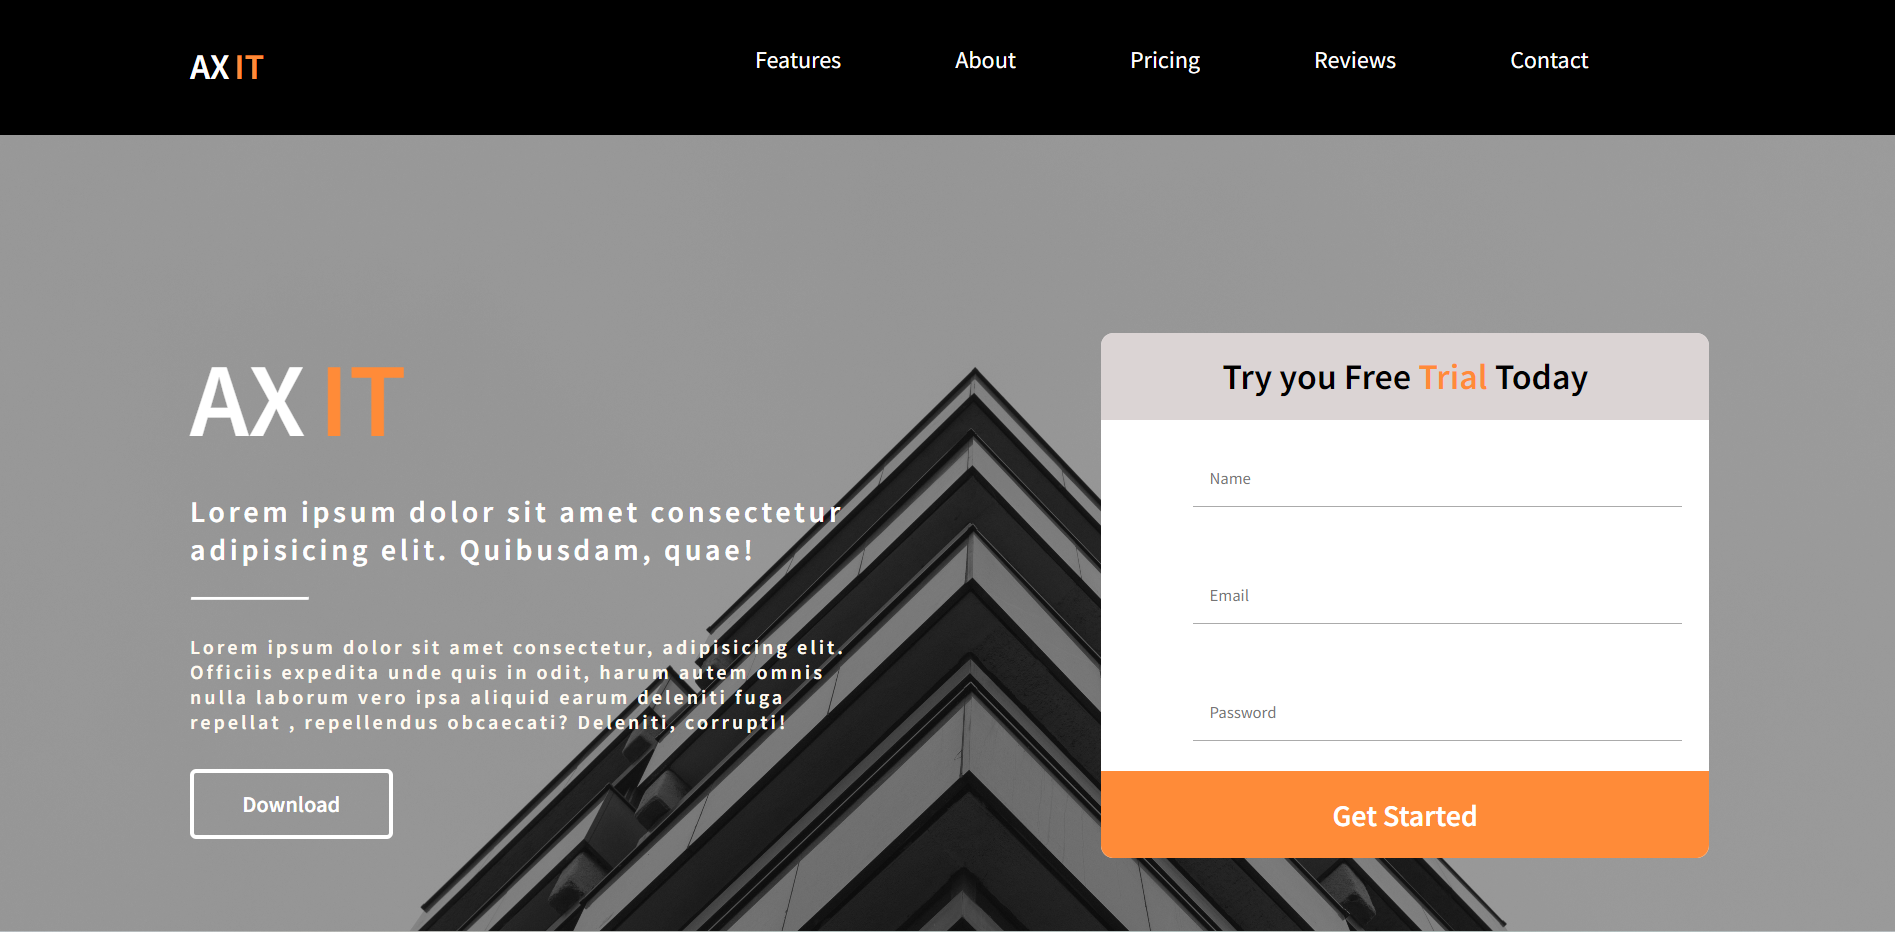 AX IT
Features About Pricing Reviews Contact
AX IT
Lorem ipsum dolor sit amet consectetur
adipisicing elit. Quibusdam, quae!
Lorem ipsum dolor sit amet consectetur, adipisicing elit.
Officiis expedita unde quis in odit, harum autem omnis
nulla laborum vero ipsa aliquid earum deleniti fuga
repellat , repellendus obcaecati? Deleniti, corrupti!
Download
Try you Free Trial Today
Name
Email
Password
Get Started